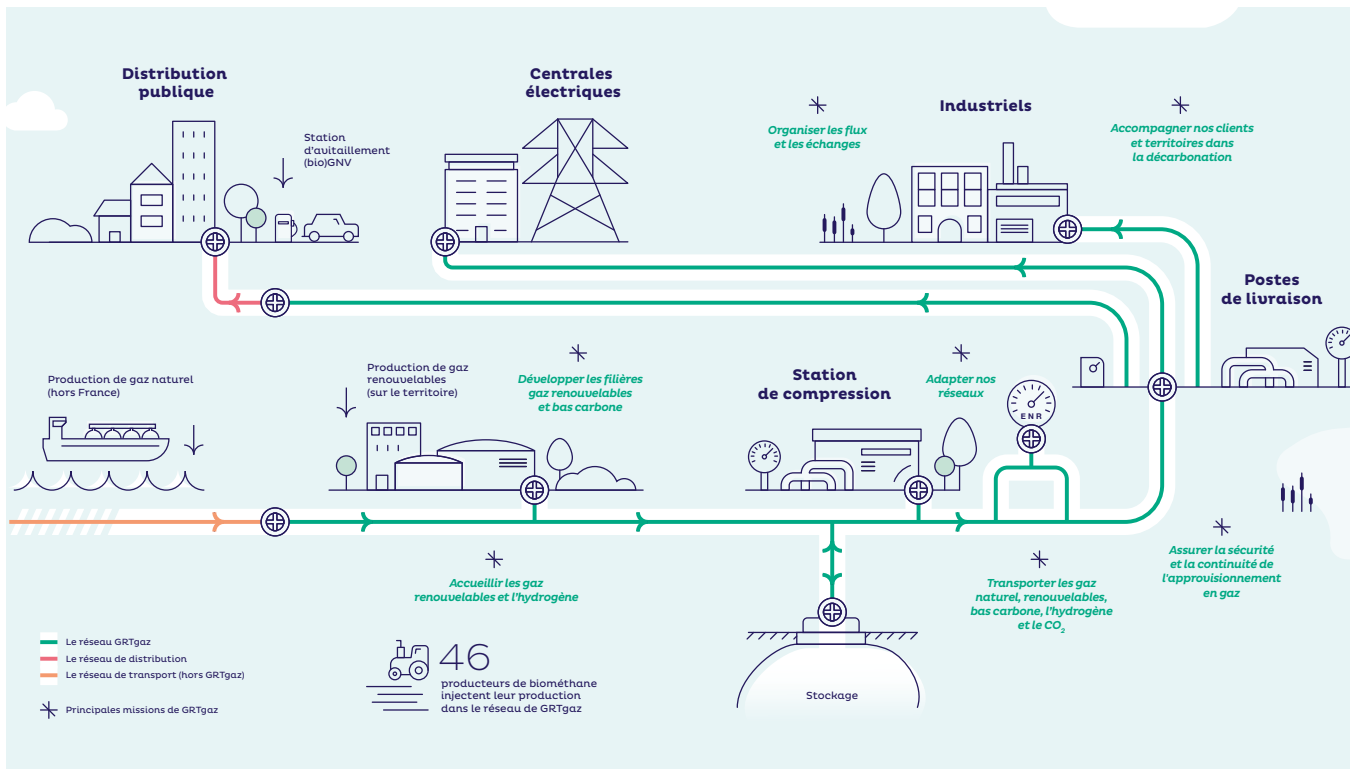 Distribution
publique
Station
d'avitaillement
(bio)GNV
Centrales
électriques
Organiser les flux
et les échanges
Industriels
Accompagner nos clients
et territoires dans
la décarbonation
Postes
de livraison
Production de gaz naturel
(hors France)
Production de gaz
renouvelables
(sur le territoire)
Développer les filières
gaz renouvelables
et bas carbone
Station
de compression
Adapter nos
réseaux
ENR
Accueillir les gaz
renouvelables et l'hydrogène
Transporter les gaz
naturel, renouvelables,
bas carbone, l'hydrogène
et le CO₂
Assurer la sécurité
et la continuité de
l'approvisionnement
en gaz
Stockage
Le réseau GRTgaz
Le réseau de distribution
Le réseau de transport (hors GRTgaz)
Principales missions de GRTgaz
46
producteurs de biométhane
injectent leur production
dans le réseau de GRTgaz